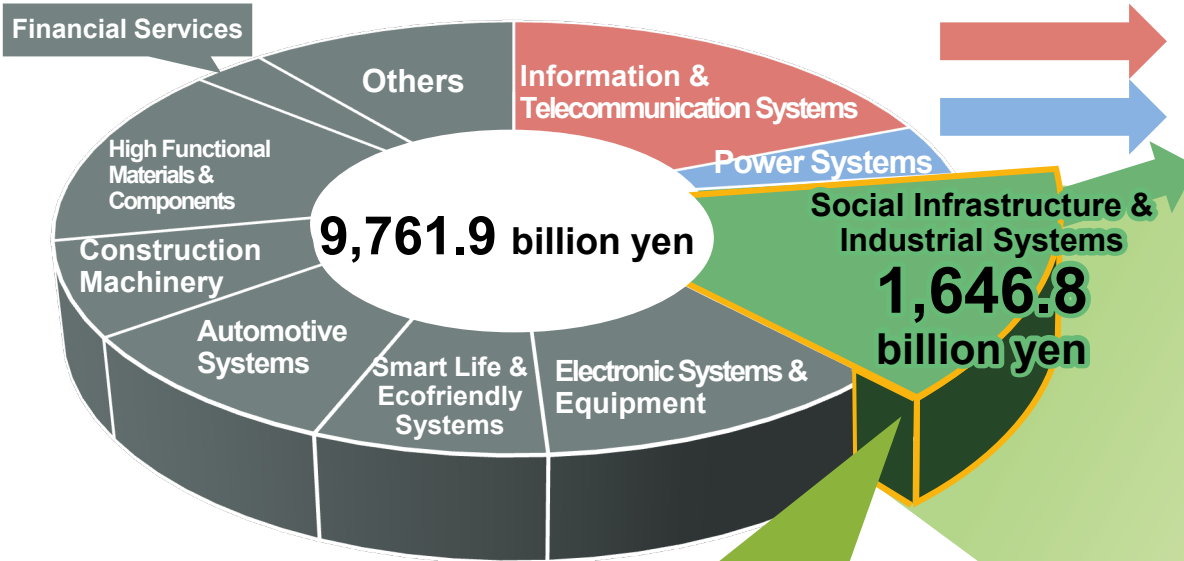 Financial Services
Others
Information &
Telecommunication Systems
Power Systems
Social Infrastructure &
Industrial Systems
1,646.8
billion yen
High Functional
Materials &
Components
9,761.9 billion yen
Construction
Machinery
Automotive
Systems
Smart Life &
Ecofriendly
Systems
Electronic Systems &
Equipment